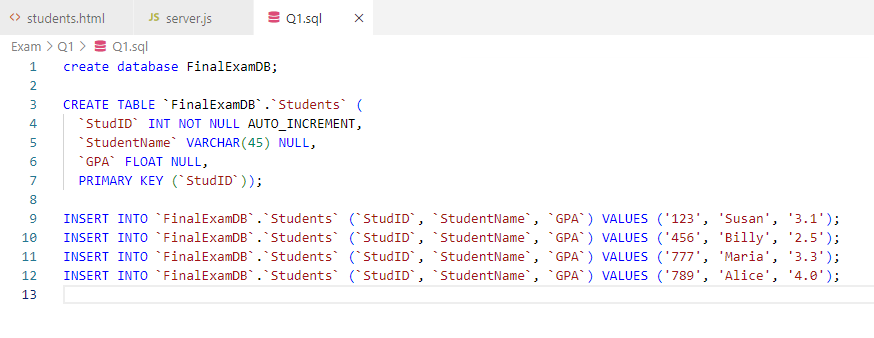 <> students.html JS server.js Q1.sql ×
Exam > Q1 > Q1.sql
1 create database FinalExamDB;
2
3 CREATE TABLE `FinalExamDB`.`Students` (
4 `StudID` INT NOT NULL AUTO_INCREMENT,
5 `StudentName` VARCHAR(45) NULL,
6 `GPA` FLOAT NULL,
7 PRIMARY KEY (`StudID`));
8
9 INSERT INTO `FinalExamDB`.`Students` (`StudID`, `StudentName`, `GPA`) VALUES ('123', 'Susan', '3.1');
10 INSERT INTO `FinalExamDB`.`Students` (`StudID`, `StudentName`, `GPA`) VALUES ('456', 'Billy', '2.5');
11 INSERT INTO `FinalExamDB`.`Students` (`StudID`, `StudentName`, `GPA`) VALUES ('777', 'Maria', '3.3');
12 INSERT INTO `FinalExamDB`.`Students` (`StudID`, `StudentName`, `GPA`) VALUES ('789', 'Alice', '4.0');
13